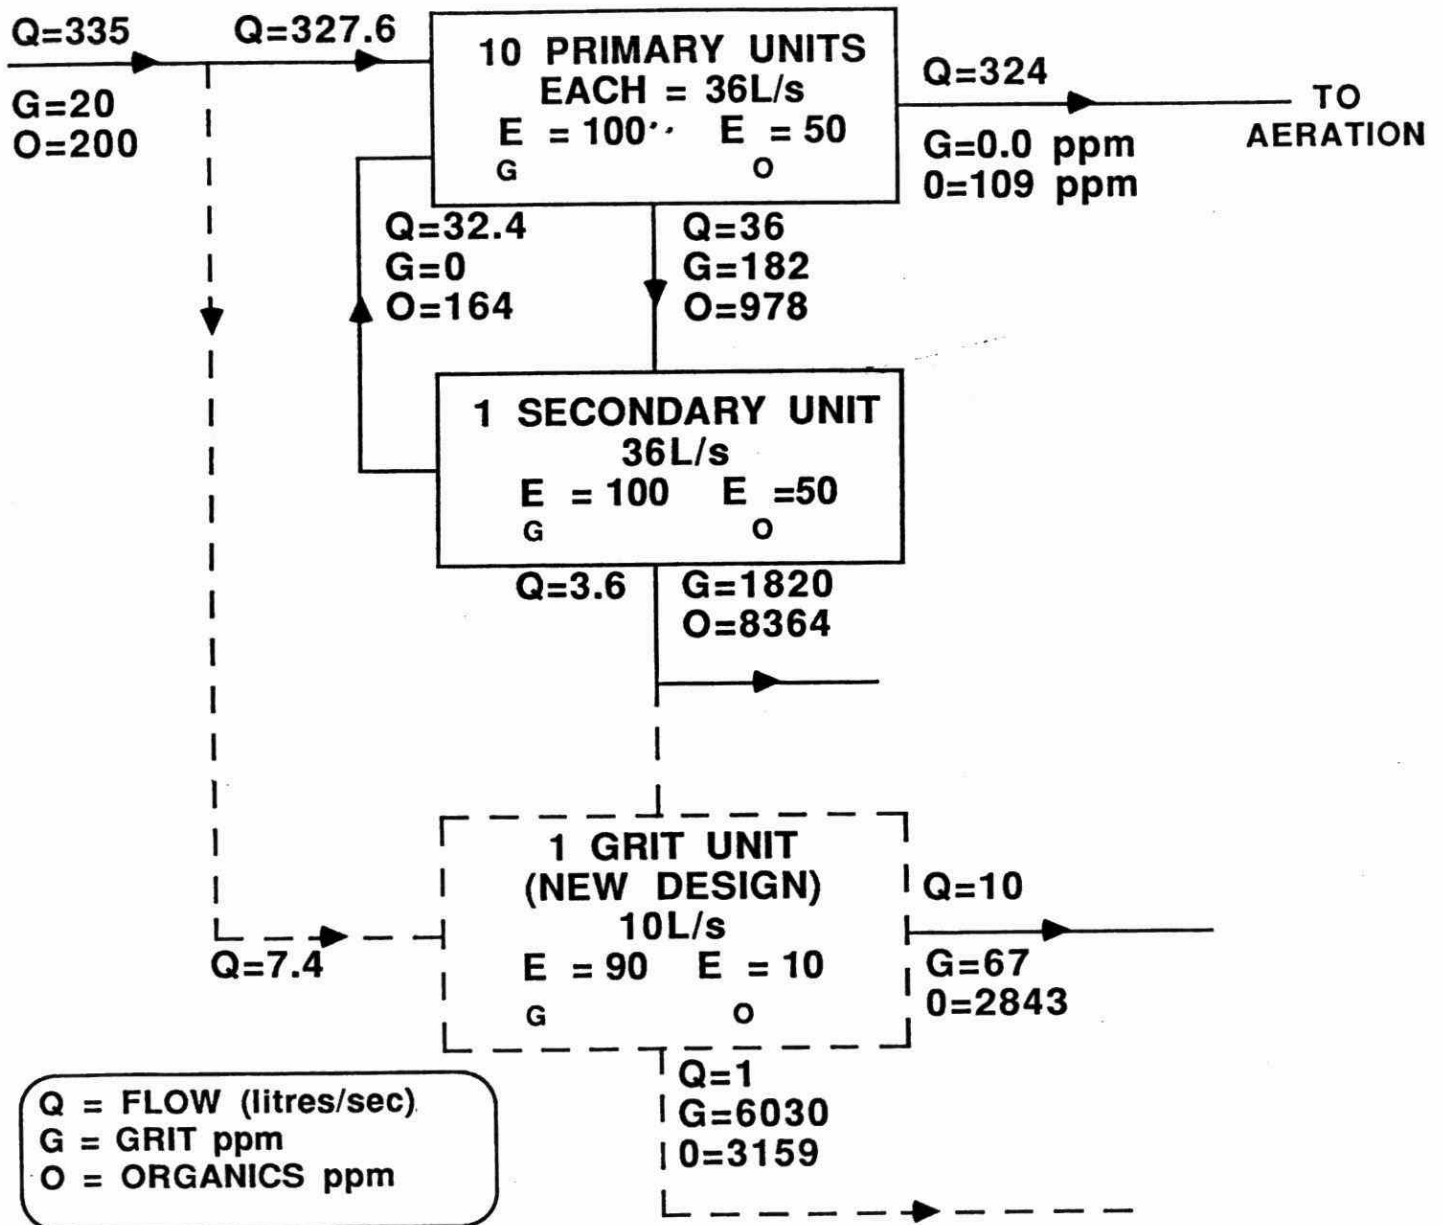 Q=335
Q=327.6
G=20
O=200
10 PRIMARY UNITS
EACH = 36L/s
E = 100 E = 50
G O
Q=324
G=0.0 ppm
0=109 ppm
TO
AERATION
Q=32.4
G=0
O=164
Q=36
G=182
O=978
1 SECONDARY UNIT
36L/s
E = 100 E =50
G O
Q=3.6
G=1820
O=8364
1 GRIT UNIT
(NEW DESIGN)
10L/s
E = 90 E = 10
G O
Q=7.4
Q=10
G=67
0=2843
Q=1
G=6030
0=3159
Q = FLOW (litres/sec)
G = GRIT ppm
O = ORGANICS ppm